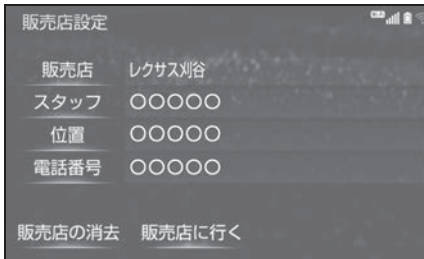 販売店設定
販売店 レクサス刈谷
スタッフ ○○○○○
位置 ○○○○○
電話番号 ○○○○○
販売店の消去 販売店に行く